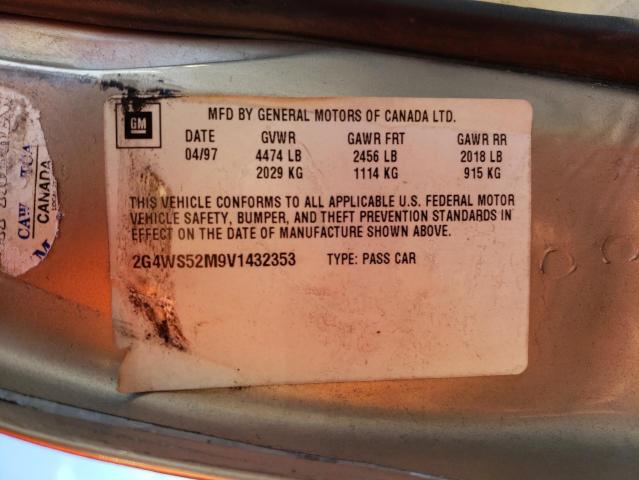 GM
MFD BY GENERAL MOTORS OF CANADA LTD.
DATE GVWR GAWR FRT GAWR RR
04/97 4474 LB 2456 LB 2018 LB
2029 KG 1114 KG 915 KG
THIS VEHICLE CONFORMS TO ALL APPLICABLE U.S. FEDERAL MOTOR
VEHICLE SAFETY, BUMPER, AND THEFT PREVENTION STANDARDS IN
EFFECT ON THE DATE OF MANUFACTURE SHOWN ABOVE.
2G4WS52M9V1432353 TYPE: PASS CAR
CAW TCA
CANADA